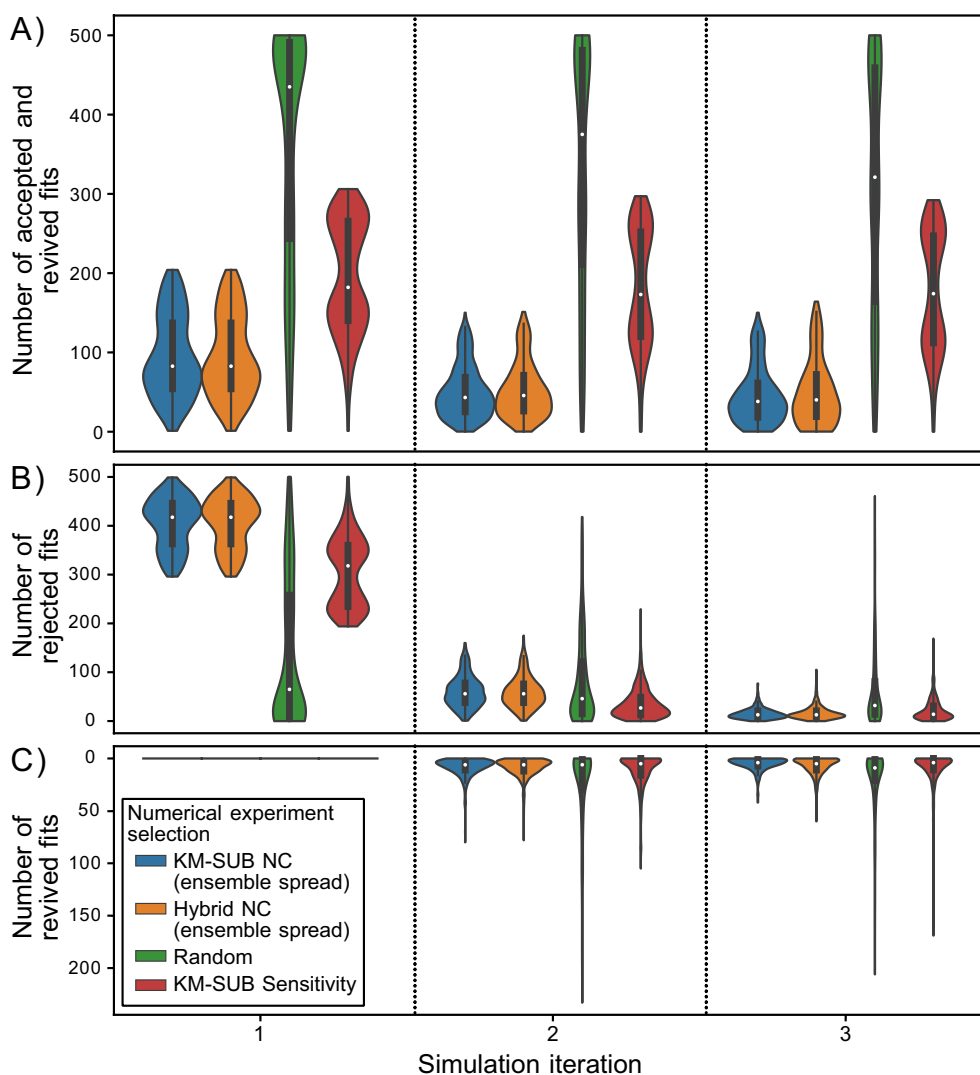 A)
Number of accepted and
revived fits
500
400
300
200
100
0
B)
Number of
rejected fits
500
400
300
200
100
0
C)
Number of
revived fits
0
50
100
150
200
Numerical experiment
selection
KM-SUB NC
(ensemble spread)
Hybrid NC
(ensemble spread)
Random
KM-SUB Sensitivity
1
2
3
Simulation iteration